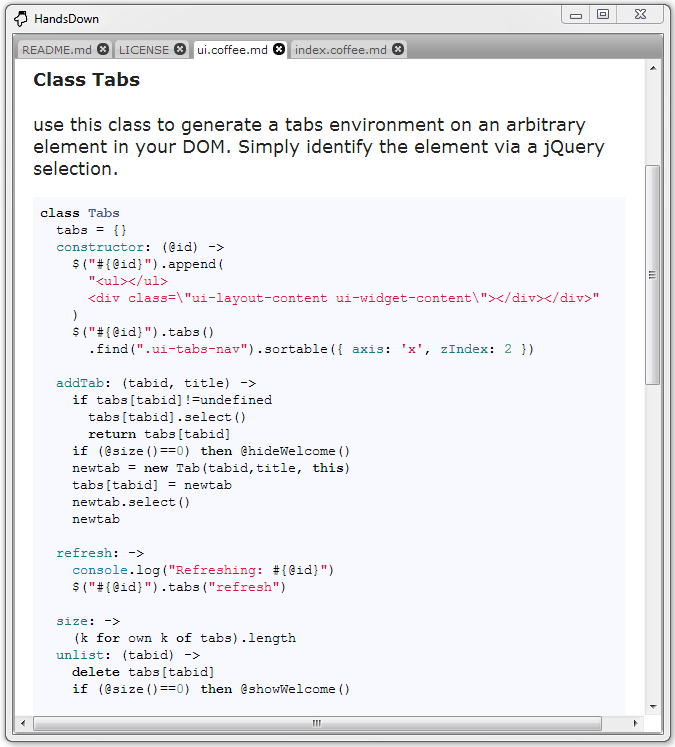 HandsDown
README.md LICENSE ui.coffee.md index.coffee.md
Class Tabs
use this class to generate a tabs environment on an arbitrary
element in your DOM. Simply identify the element via a jQuery
selection.
class Tabs
  tabs = {}
  constructor: (@id) ->
    $("#{@id}").append(
      "<ul></ul>
      <div class=\"ui-layout-content ui-widget-content\"></div></div>"
    )
    $("#{@id}").tabs()
      .find(".ui-tabs-nav").sortable({ axis: 'x', zIndex: 2 })
  addTab: (tabid, title) ->
    if tabs[tabid]!=undefined
      tabs[tabid].select()
      return tabs[tabid]
    if (@size()==0) then @hideWelcome()
    newtab = new Tab(tabid,title, this)
    tabs[tabid] = newtab
    newtab.select()
    newtab
  refresh: ->
    console.log("Refreshing: #{@id}")
    $("#{@id}").tabs("refresh")
  size: ->
    (k for own k of tabs).length
  unlist: (tabid) ->
    delete tabs[tabid]
    if (@size()==0) then @showWelcome()